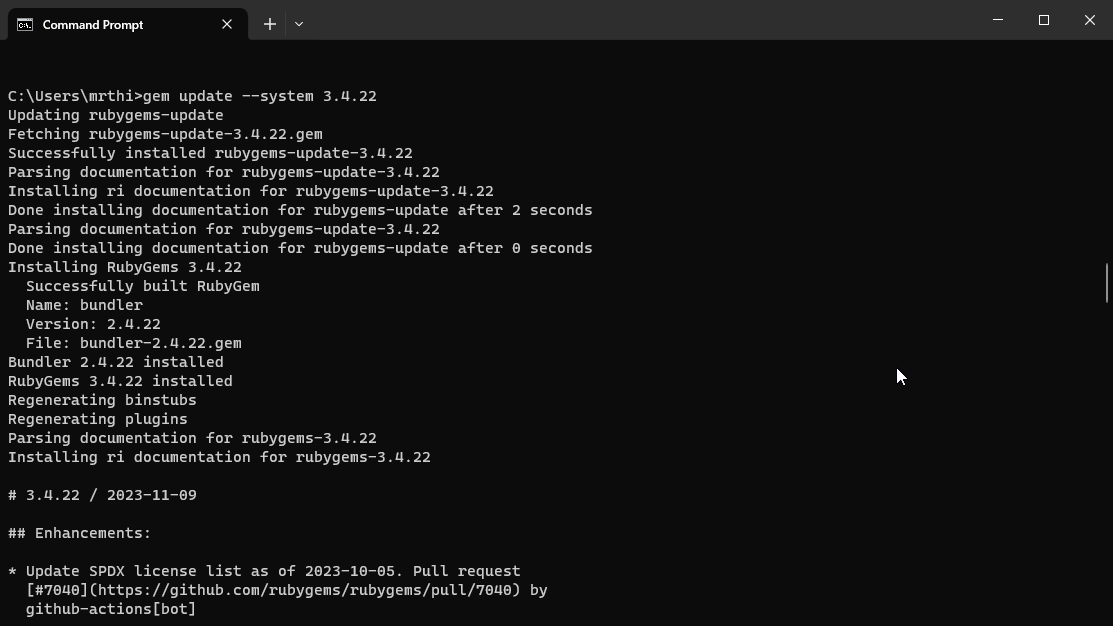 Command Prompt
C:\Users\mrthi>gem update --system 3.4.22
Updating rubygems-update
Fetching rubygems-update-3.4.22.gem
Successfully installed rubygems-update-3.4.22
Parsing documentation for rubygems-update-3.4.22
Installing ri documentation for rubygems-update-3.4.22
Done installing documentation for rubygems-update after 2 seconds
Parsing documentation for rubygems-update-3.4.22
Done installing documentation for rubygems-update after 0 seconds
Installing RubyGems 3.4.22
  Successfully built RubyGem
  Name: bundler
  Version: 2.4.22
  File: bundler-2.4.22.gem
Bundler 2.4.22 installed
RubyGems 3.4.22 installed
Regenerating binstubs
Regenerating plugins
Parsing documentation for rubygems-3.4.22
Installing ri documentation for rubygems-3.4.22
# 3.4.22 / 2023-11-09
## Enhancements:
* Update SPDX license list as of 2023-10-05. Pull request
  [#7040](https://github.com/rubygems/rubygems/pull/7040) by
  github-actions[bot]